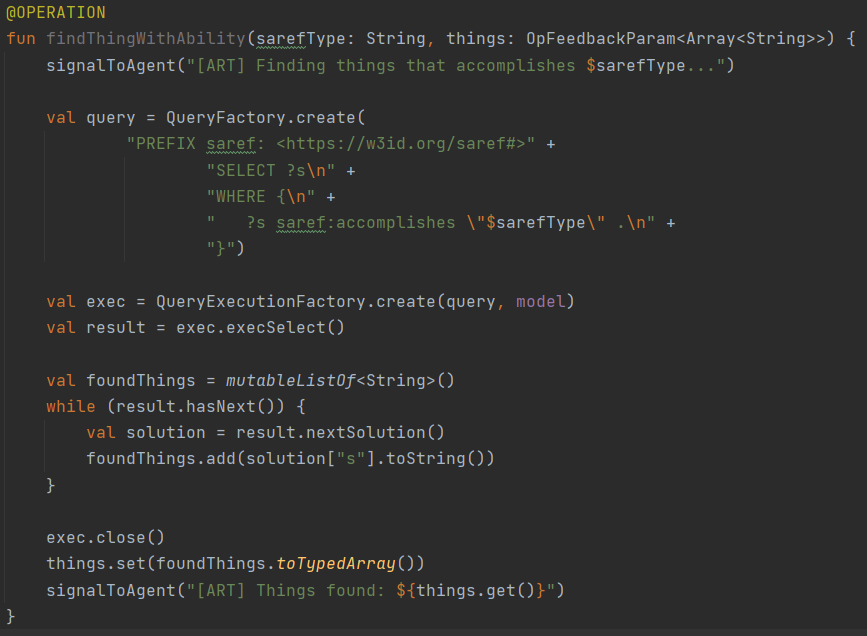 @OPERATION
fun findThingWithAbility(sarefType: String, things: OpFeedbackParam<Array<String>>) {
    signalToAgent("[ART] Finding things that accomplishes $sarefType...")

    val query = QueryFactory.create(
            "PREFIX saref: <https://w3id.org/saref#>" +
                    "SELECT ?s\n" +
                    "WHERE {\n" +
                    "   ?s saref:accomplishes \"$sarefType\" .\n" +
                    "}")

    val exec = QueryExecutionFactory.create(query, model)
    val result = exec.execSelect()

    val foundThings = mutableListOf<String>()
    while (result.hasNext()) {
        val solution = result.nextSolution()
        foundThings.add(solution["s"].toString())
    }

    exec.close()
    things.set(foundThings.toTypedArray())
    signalToAgent("[ART] Things found: ${things.get()}")
}